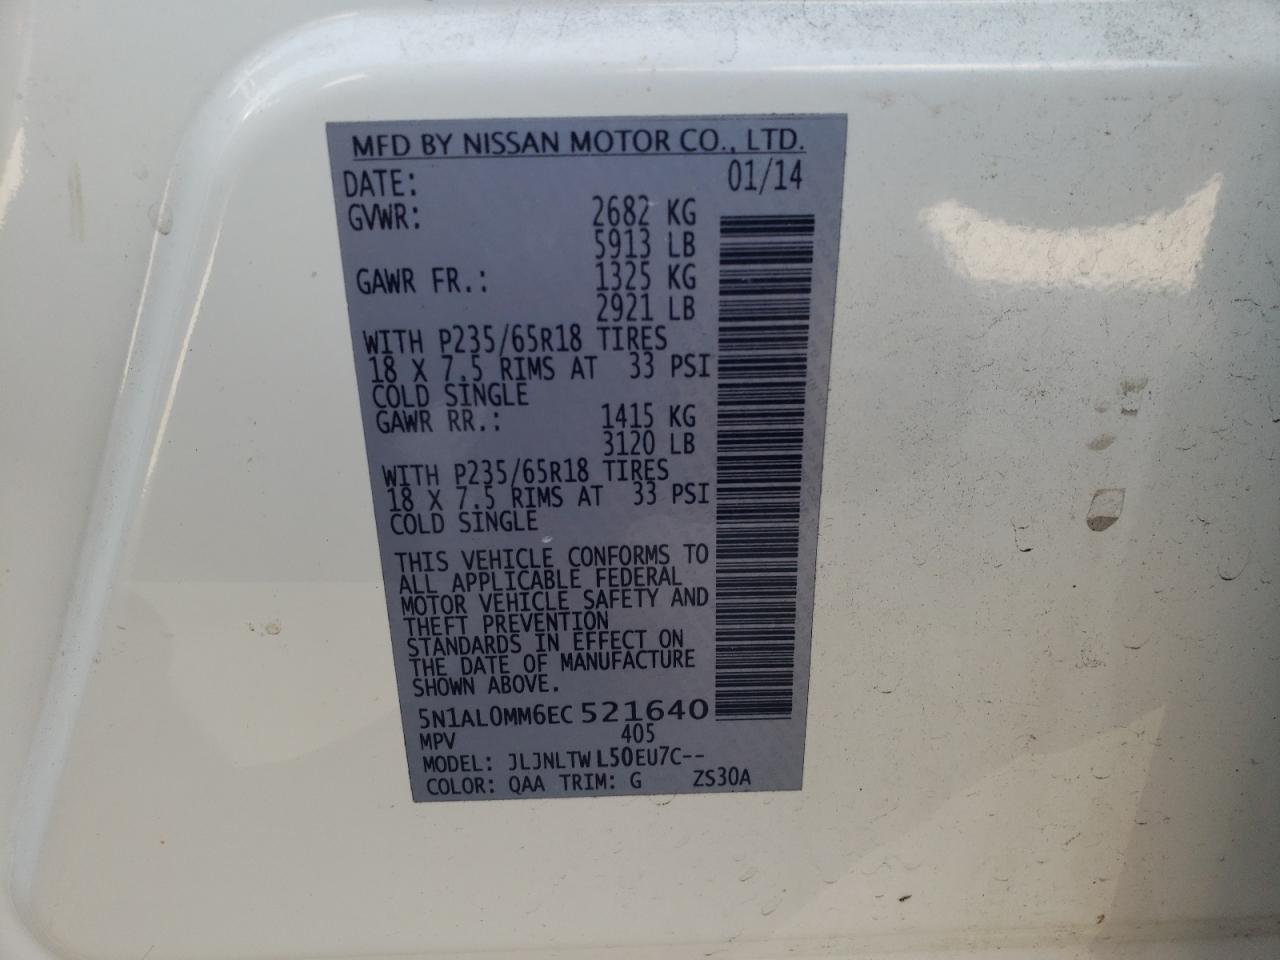 MFD BY NISSAN MOTOR CO., LTD.
DATE: 01/14
GVWR: 2682 KG
5913 LB
GAWR FR.: 1325 KG
2921 LB
WITH P235/65R18 TIRES
18 X 7.5 RIMS AT 33 PSI
COLD SINGLE
GAWR RR.: 1415 KG
3120 LB
WITH P235/65R18 TIRES
18 X 7.5 RIMS AT 33 PSI
COLD SINGLE
THIS VEHICLE CONFORMS TO
ALL APPLICABLE FEDERAL
MOTOR VEHICLE SAFETY AND
THEFT PREVENTION
STANDARDS IN EFFECT ON
THE DATE OF MANUFACTURE
SHOWN ABOVE.
5N1AL0MM6EC 521640
MPV 405
MODEL: JLJNLTW L50EU7C--
COLOR: QAA TRIM: G ZS30A